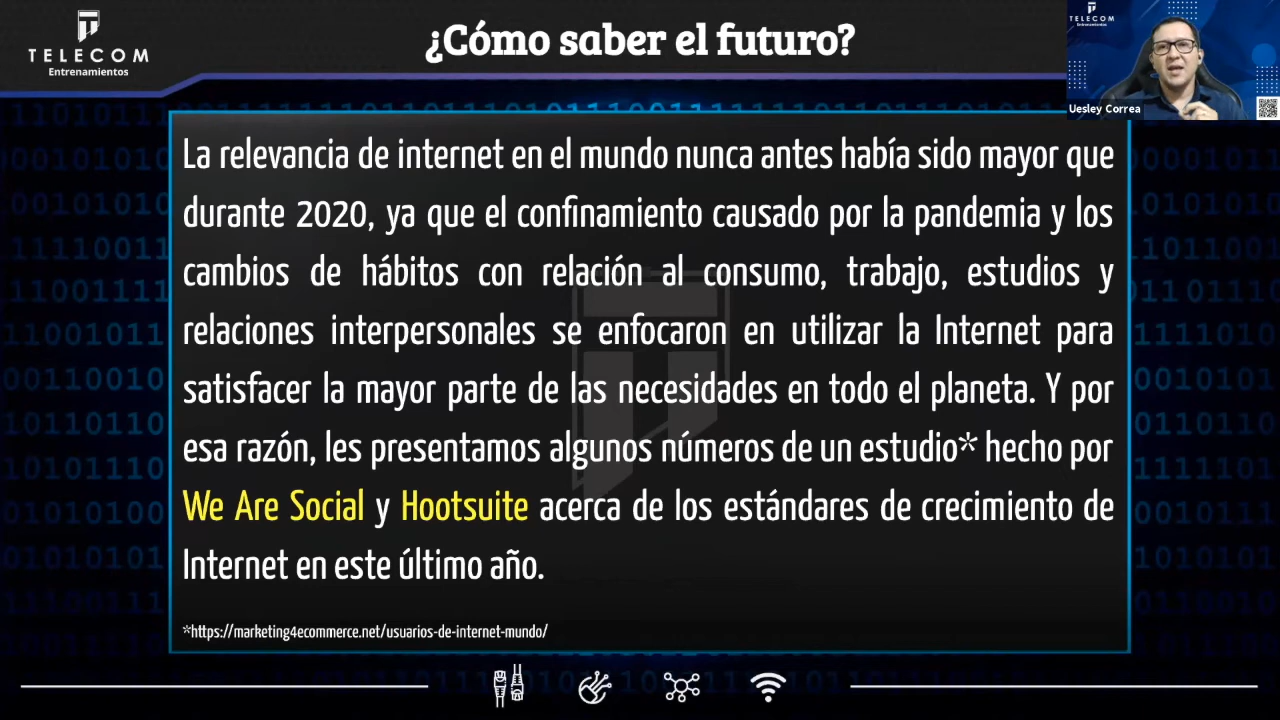 TELECOM
Entrenamientos
¿Cómo saber el futuro?
TELECOM
Entrenamientos
Uesley Correa
La relevancia de internet en el mundo nunca antes había sido mayor que
durante 2020, ya que el confinamiento causado por la pandemia y los
cambios de hábitos con relación al consumo, trabajo, estudios y
relaciones interpersonales se enfocaron en utilizar la Internet para
satisfacer la mayor parte de las necesidades en todo el planeta. Y por
esa razón, les presentamos algunos números de un estudio* hecho por
We Are Social y Hootsuite acerca de los estándares de crecimiento de
Internet en este último año.
*https://marketing4ecommerce.net/usuarios-de-internet-mundo/